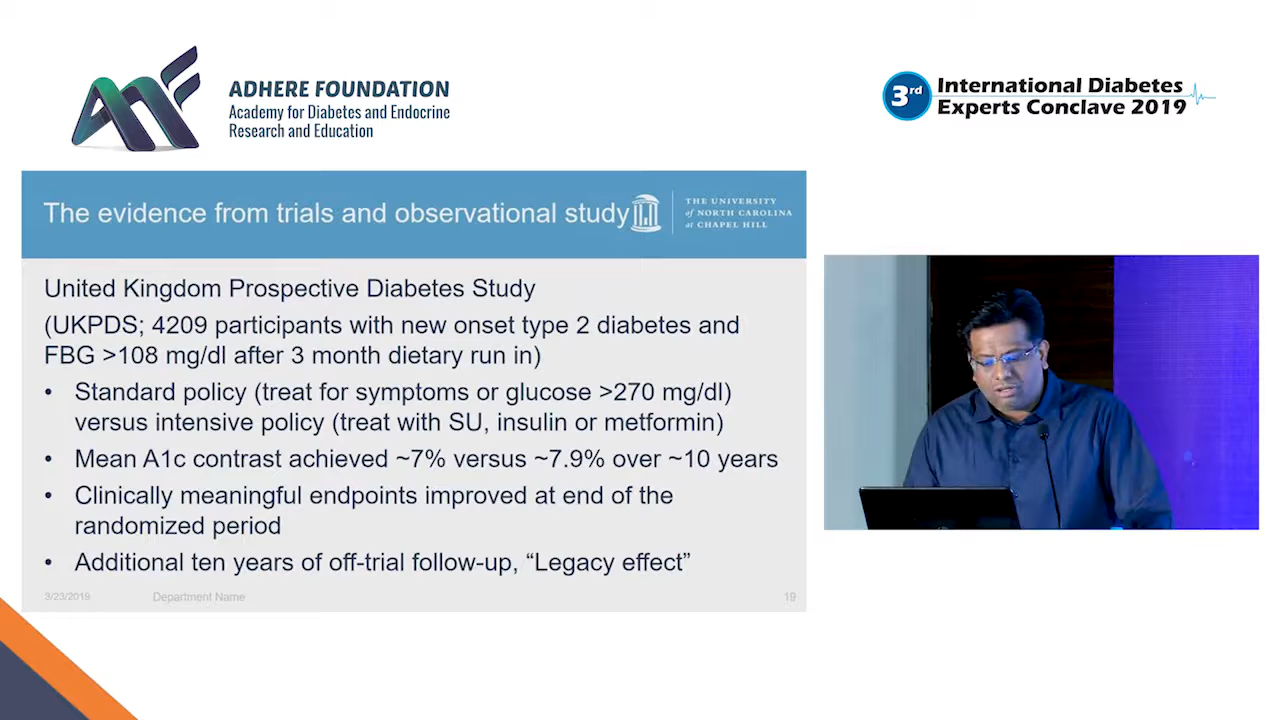 ADHERE FOUNDATION
Academy for Diabetes and Endocrine
Research and Education
3rd
International Diabetes
Experts Conclave 2019
The evidence from trials and observational study
THE UNIVERSITY
of NORTH CAROLINA
at CHAPEL HILL
United Kingdom Prospective Diabetes Study
(UKPDS; 4209 participants with new onset type 2 diabetes and
FBG >108 mg/dl after 3 month dietary run in)
• Standard policy (treat for symptoms or glucose >270 mg/dl)
versus intensive policy (treat with SU, insulin or metformin)
• Mean A1c contrast achieved ~7% versus ~7.9% over ~10 years
• Clinically meaningful endpoints improved at end of the
randomized period
• Additional ten years of off-trial follow-up, “Legacy effect”
3/23/2019
Department Name
19